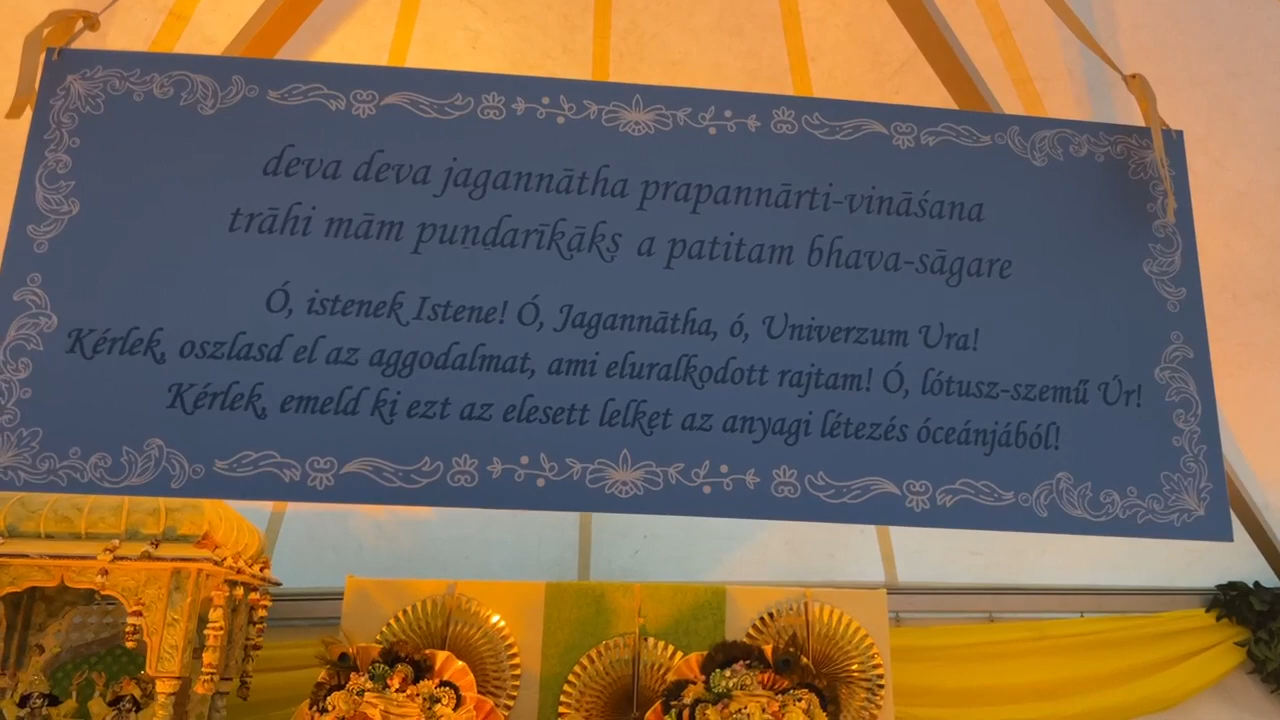 deva deva jagannātha prapannārti-vināśana
trāhi mām puṇḍarīkākṣ a patitam bhava-sāgare
Ó, istenek Istene! Ó, Jagannātha, ó, Univerzum Ura!
Kérlek, oszlasd el az aggodalmat, ami eluralkodott rajtam! Ó, lótusz-szemű Úr!
Kérlek, emeld ki ezt az elesett lelket az anyagi létezés óceánjából!